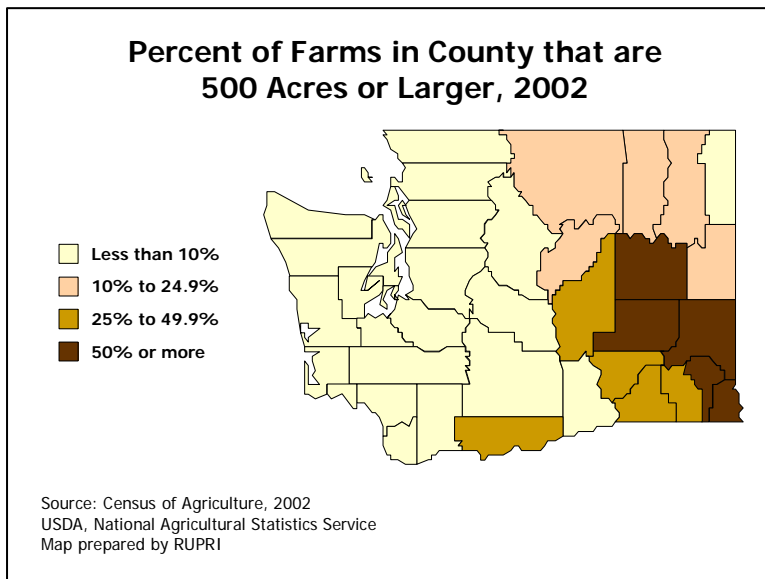 Percent of Farms in County that are
500 Acres or Larger, 2002
Less than 10%
10% to 24.9%
25% to 49.9%
50% or more
Source: Census of Agriculture, 2002
USDA, National Agricultural Statistics Service
Map prepared by RUPRI